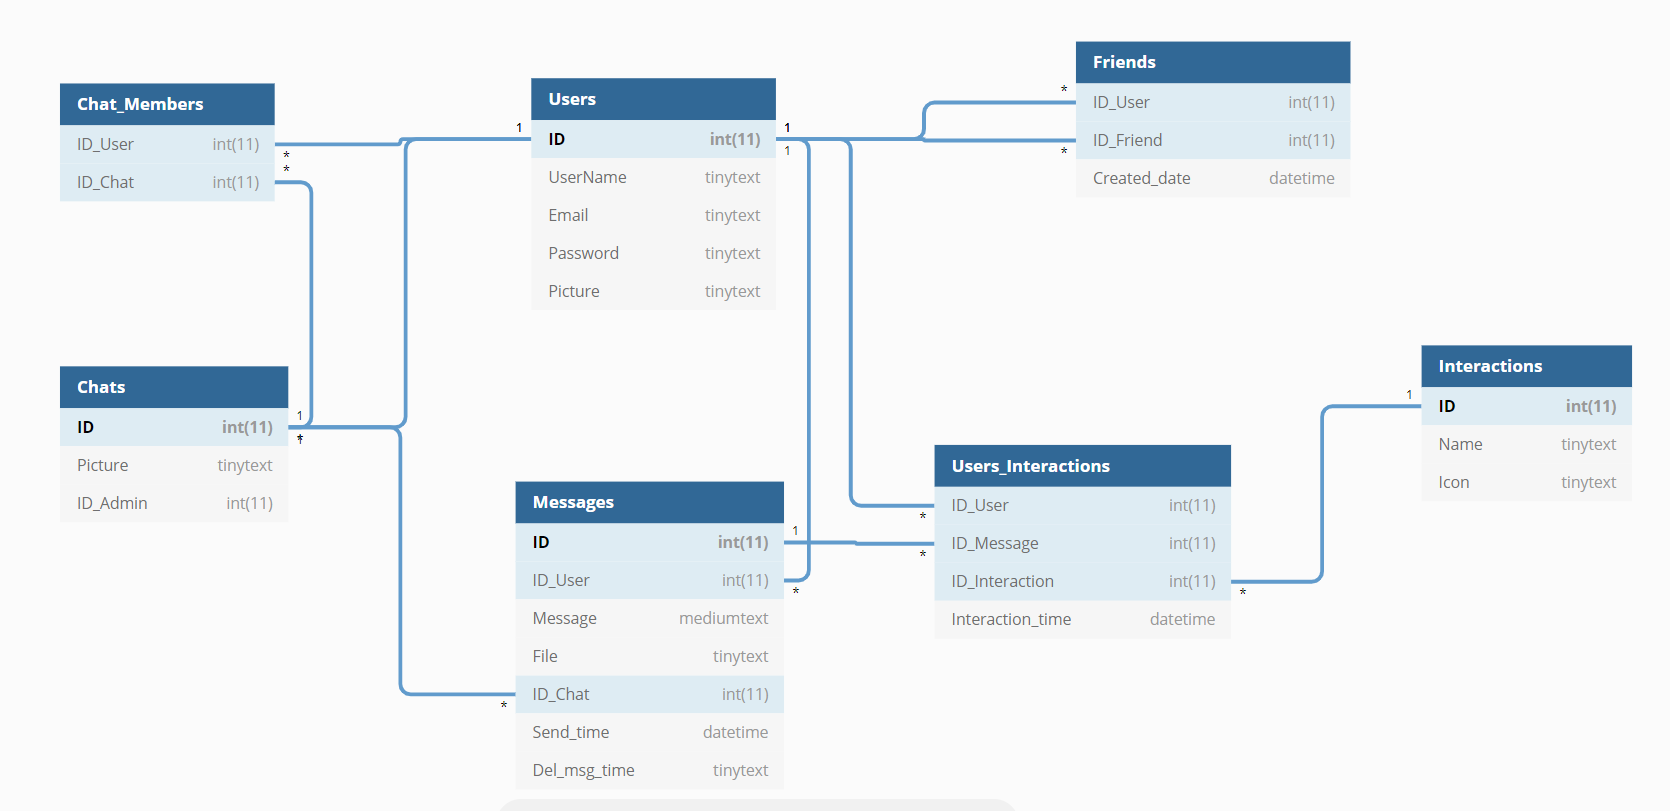 Chat_Members
ID_User int(11)
ID_Chat int(11)
*
*
Users
ID int(11)
UserName tinytext
Email tinytext
Password tinytext
Picture tinytext
1
1
1
Friends
ID_User int(11)
ID_Friend int(11)
Created_date datetime
*
*
Chats
ID int(11)
Picture tinytext
ID_Admin int(11)
1
*
Messages
ID int(11)
ID_User int(11)
Message mediumtext
File tinytext
ID_Chat int(11)
Send_time datetime
Del_msg_time tinytext
1
*
*
Users_Interactions
ID_User int(11)
ID_Message int(11)
ID_Interaction int(11)
Interaction_time datetime
*
*
*
Interactions
ID int(11)
Name tinytext
Icon tinytext
1